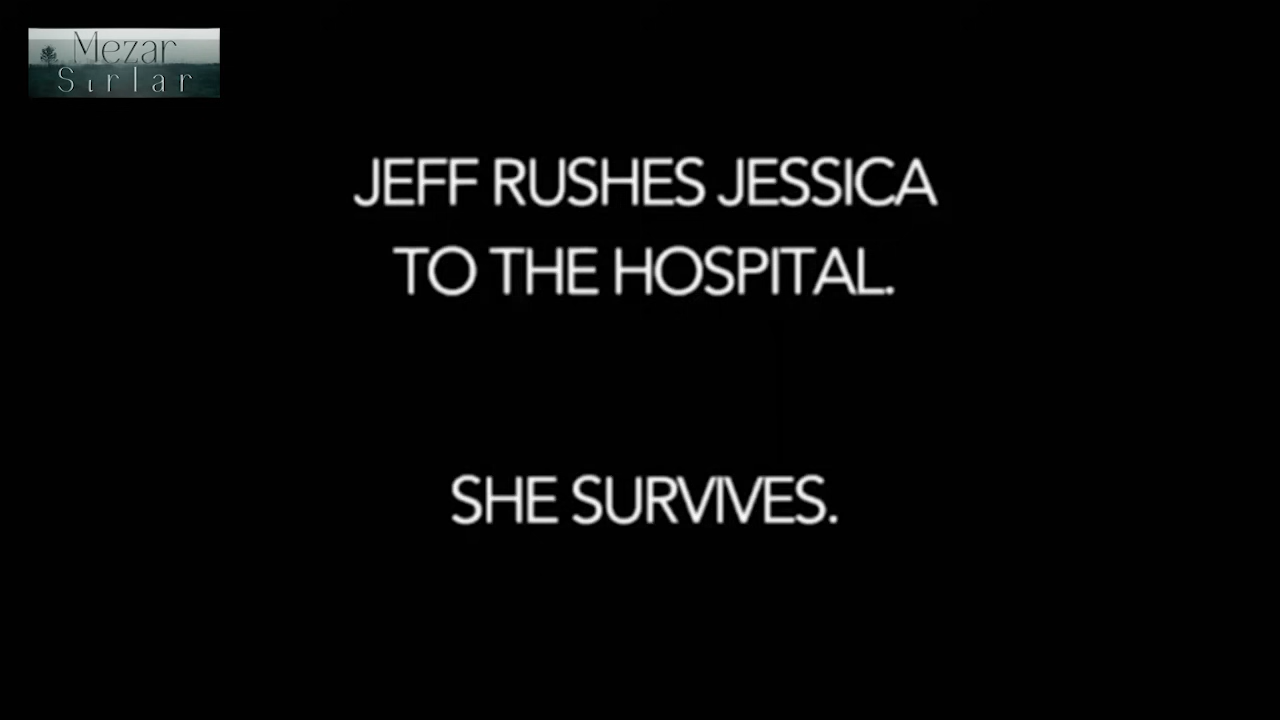 Mezar
Sırlar
JEFF RUSHES JESSICA
TO THE HOSPITAL.
SHE SURVIVES.